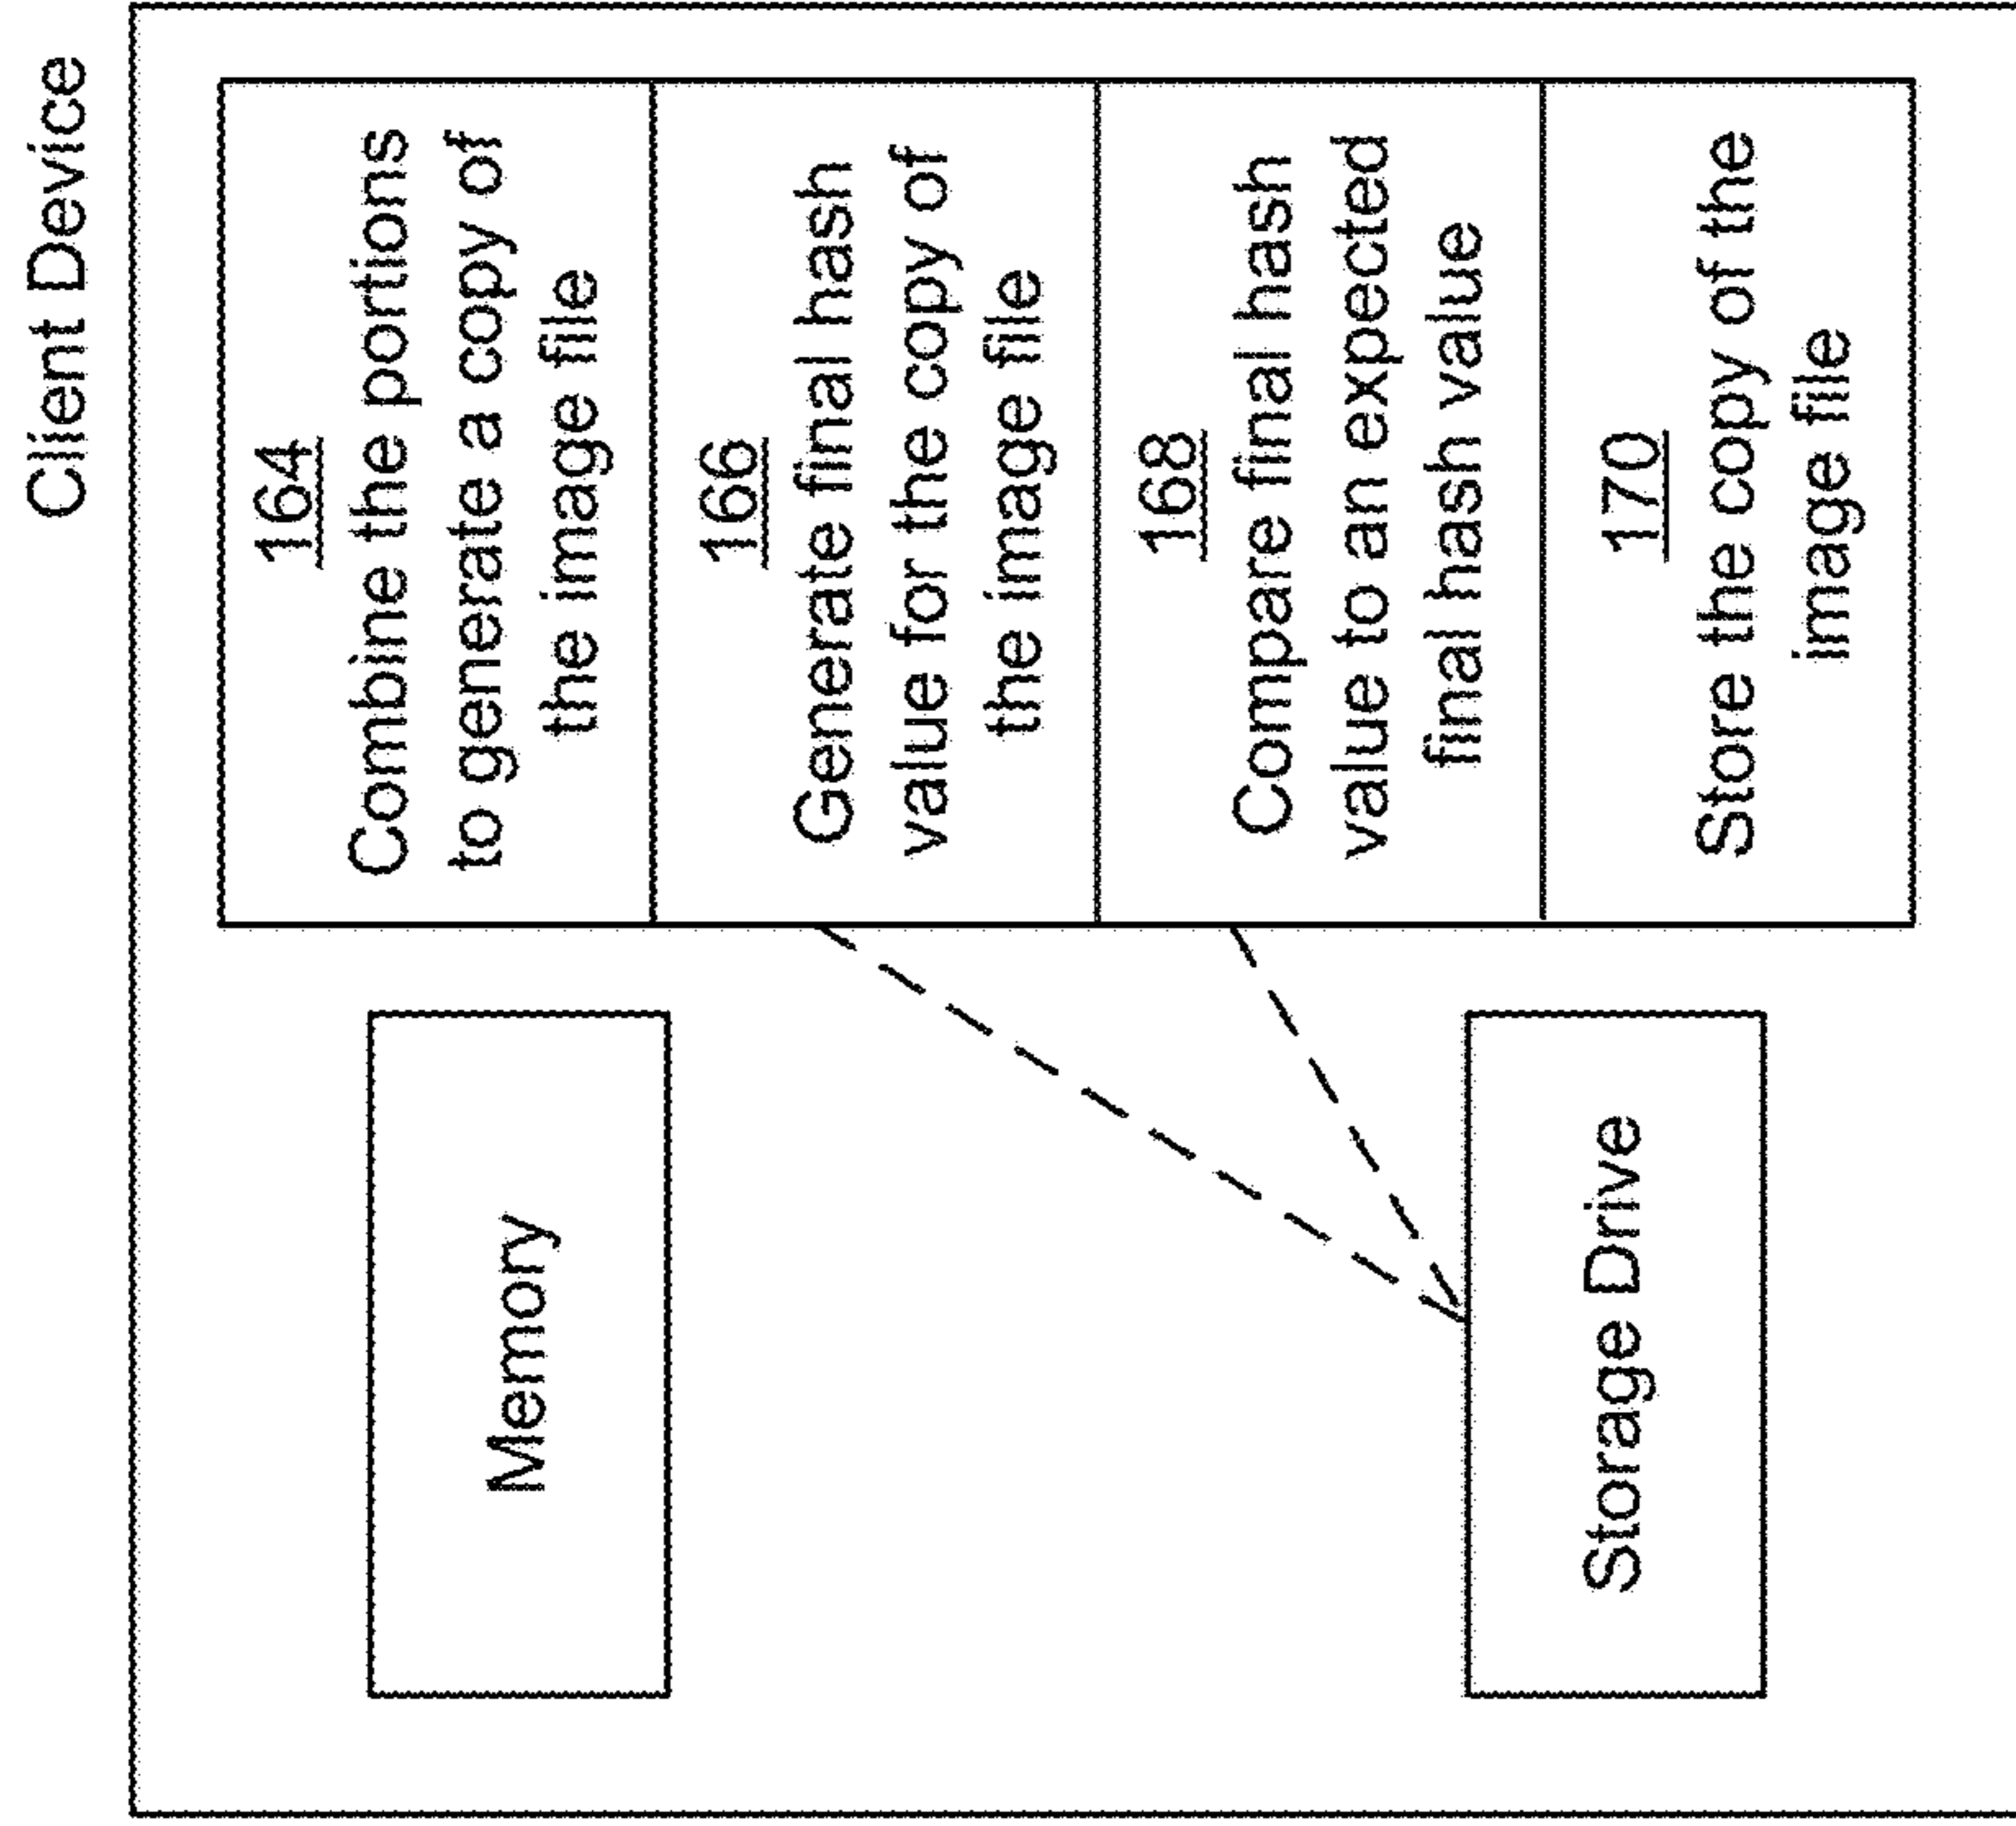 Client Device
164
Combine the portions
to generate a copy of
the image file
166
Generate final hash
value for the copy of
the image file
168
Compare final hash
value to an expected
final hash value
170
Store the copy of the
image file
Memory
Storage Drive